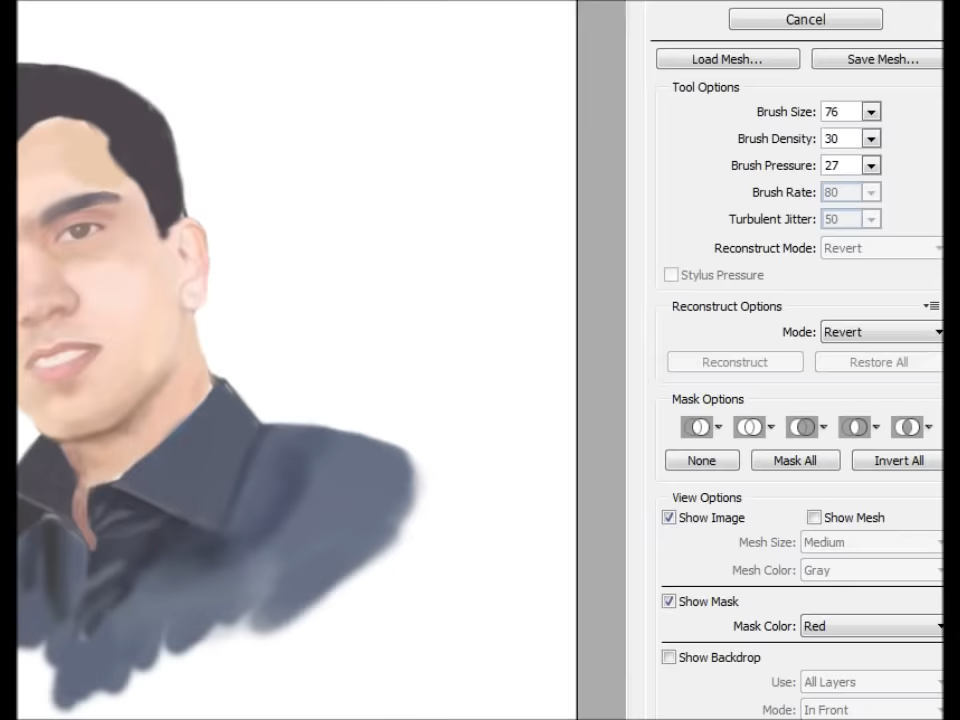 Cancel
Load Mesh... Save Mesh...
Tool Options
Brush Size: 76
Brush Density: 30
Brush Pressure: 27
Brush Rate: 80
Turbulent Jitter: 50
Reconstruct Mode: Revert
Stylus Pressure
Reconstruct Options
Mode: Revert
Reconstruct Restore All
Mask Options
None Mask All Invert All
View Options
Show Image Show Mesh
Mesh Size: Medium
Mesh Color: Gray
Show Mask
Mask Color: Red
Show Backdrop
Use: All Layers
Mode: In Front